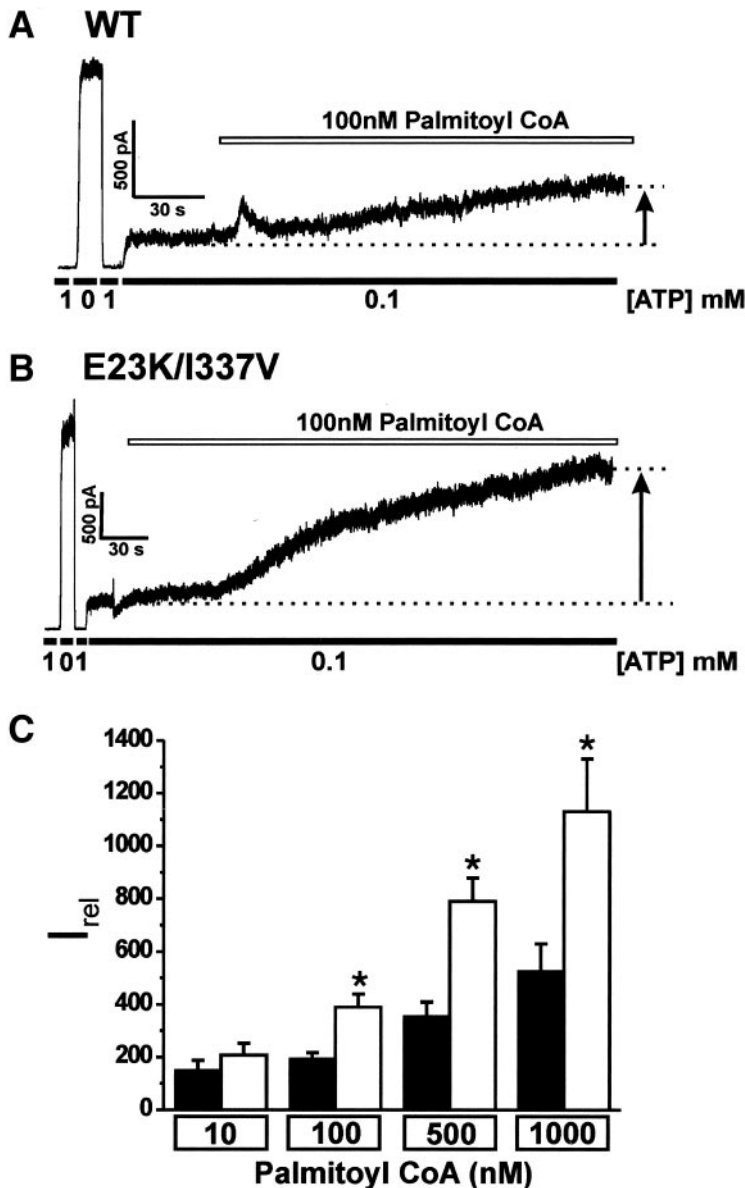 A WT
100nM Palmitoyl CoA
500 pA
30 s
1 0 1 0.1 [ATP] mM
B E23K/I337V
100nM Palmitoyl CoA
500 pA
30 s
1 0 1 0.1 [ATP] mM
C
1400
1200
1000
800
600
400
200
0
I rel
* * *
10 100 500 1000
Palmitoyl CoA (nM)